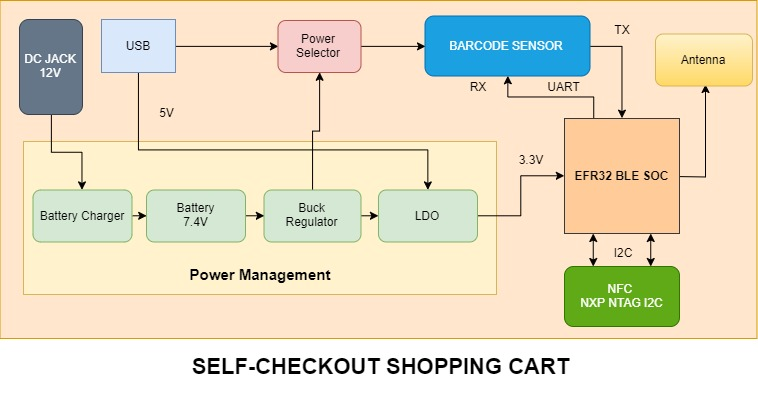 DC JACK
12V
USB
Power
Selector
BARCODE SENSOR
TX
Antenna
RX
UART
5V
3.3V
EFR32 BLE SOC
Battery Charger
Battery
7.4V
Buck
Regulator
LDO
I2C
Power Management
NFC
NXP NTAG I2C
SELF-CHECKOUT SHOPPING CART